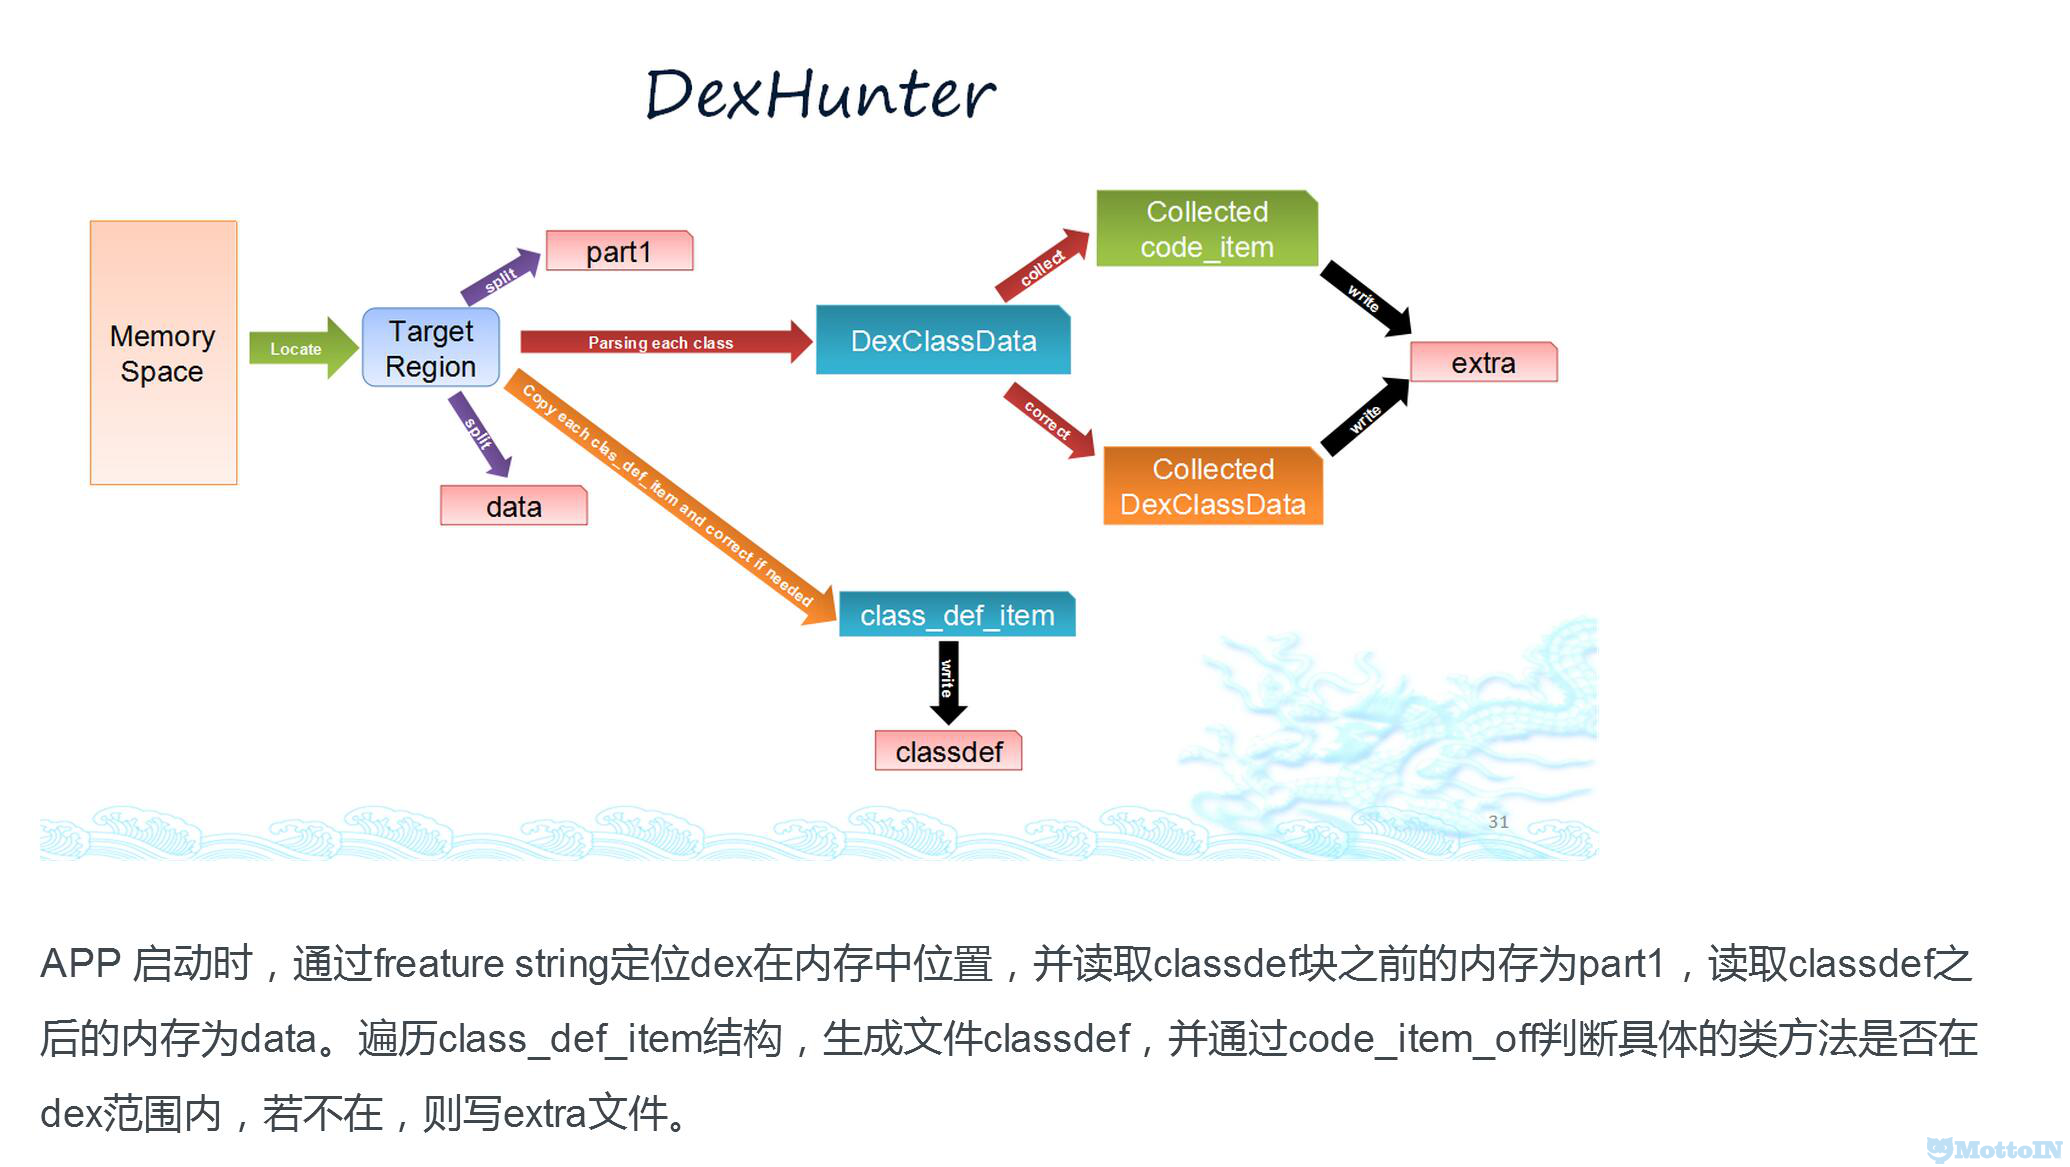 DexHunter
Memory
Space
Locate
Target
Region
split
part1
split
data
Parsing each class
DexClassData
collect
Collected
code_item
correct
Collected
DexClassData
write
write
extra
Copy each clas_def_item and correct if needed
class_def_item
write
classdef
31
APP 启动时，通过freature string定位dex在内存中位置，并读取classdef块之前的内存为part1，读取classdef之
后的内存为data。遍历class_def_item结构，生成文件classdef，并通过code_item_off判断具体的类方法是否在
dex范围内，若不在，则写extra文件。
MottoIN